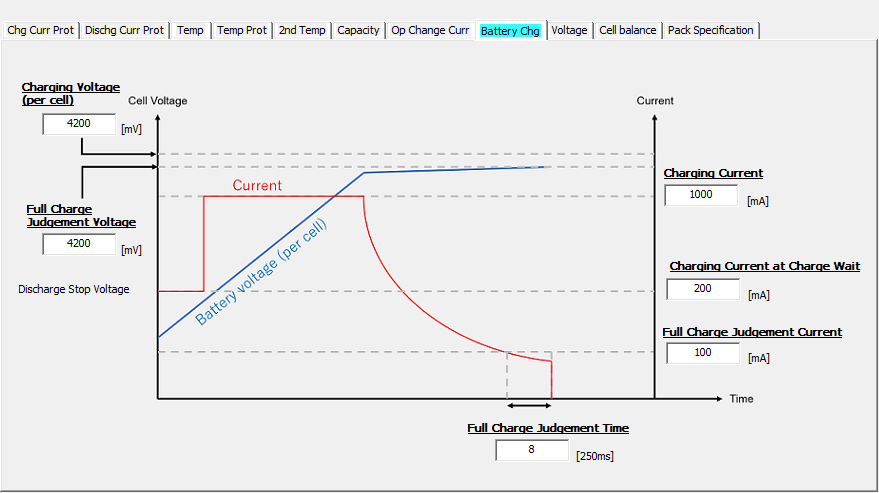 Chg Curr Prot Dischg Curr Prot Temp Temp Prot 2nd Temp Capacity Op Change Curr Battery Chg Voltage Cell balance Pack Specification
Charging Voltage
(per cell)
4200 [mV]
Cell Voltage
Current
Full Charge
Judgement Voltage
4200 [mV]
Discharge Stop Voltage
Current
Battery voltage (per cell)
Charging Current
1000 [mA]
Charging Current at Charge Wait
200 [mA]
Full Charge Judgement Current
100 [mA]
Time
Full Charge Judgement Time
8 [250ms]